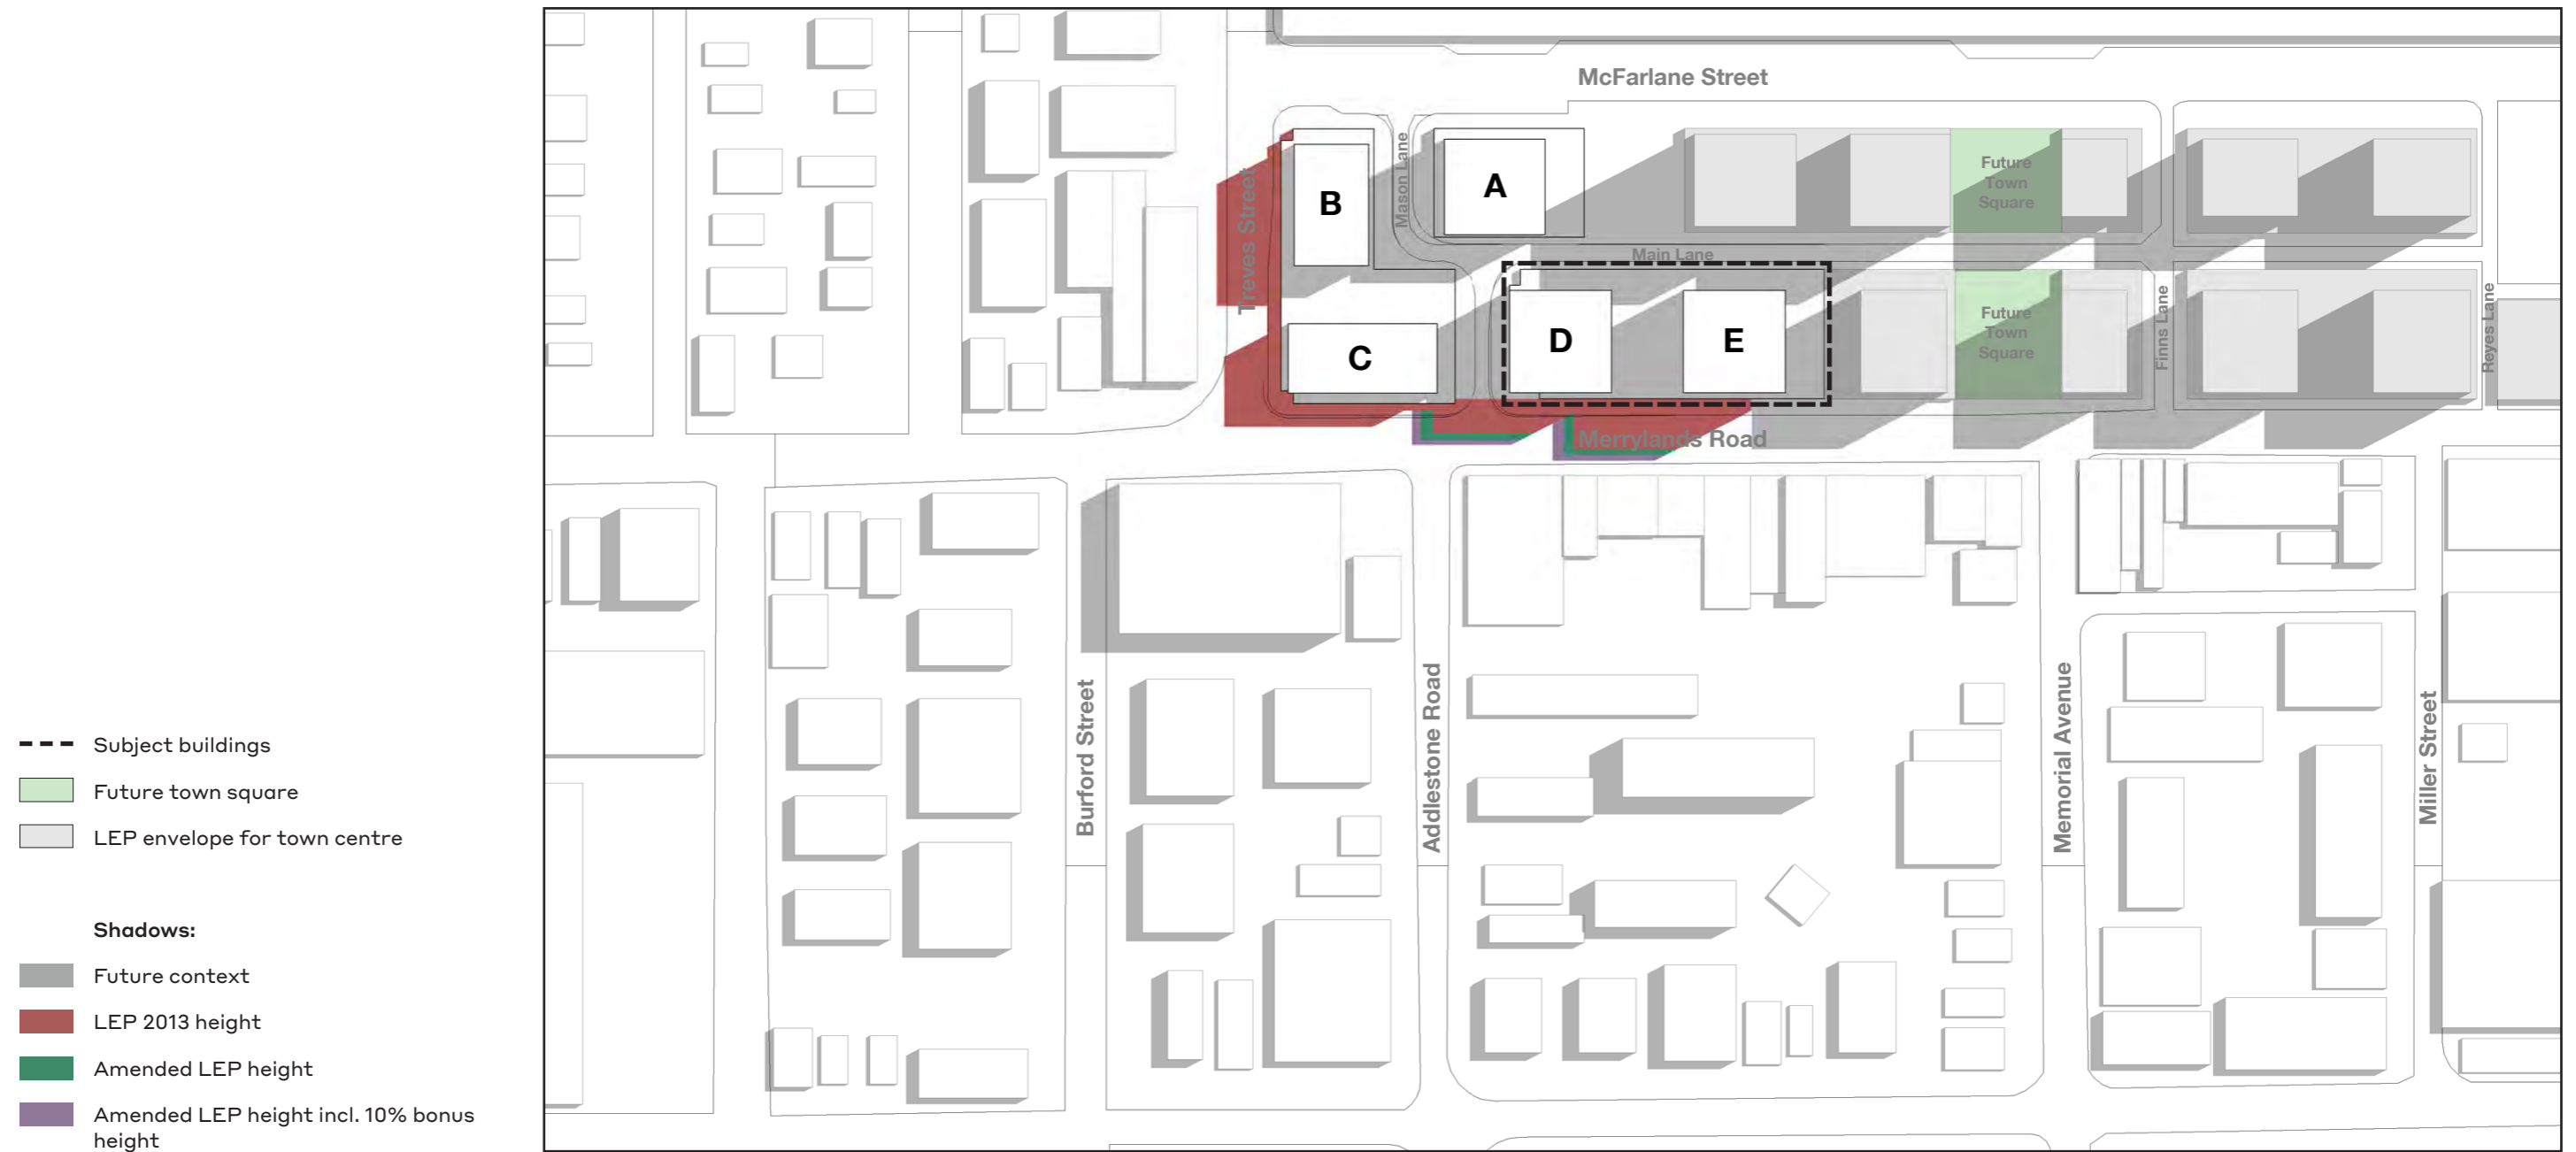 McFarlane Street
Treves Street
B
Mason Lane
A
Future
Town
Square
Main Lane
C
D
E
Future
Town
Square
Finns Lane
Reyes Lane
Merrylands Road
Burford Street
Addlestone Road
Memorial Avenue
Miller Street
Subject buildings
Future town square
LEP envelope for town centre
Shadows:
Future context
LEP 2013 height
Amended LEP height
Amended LEP height incl. 10% bonus
height